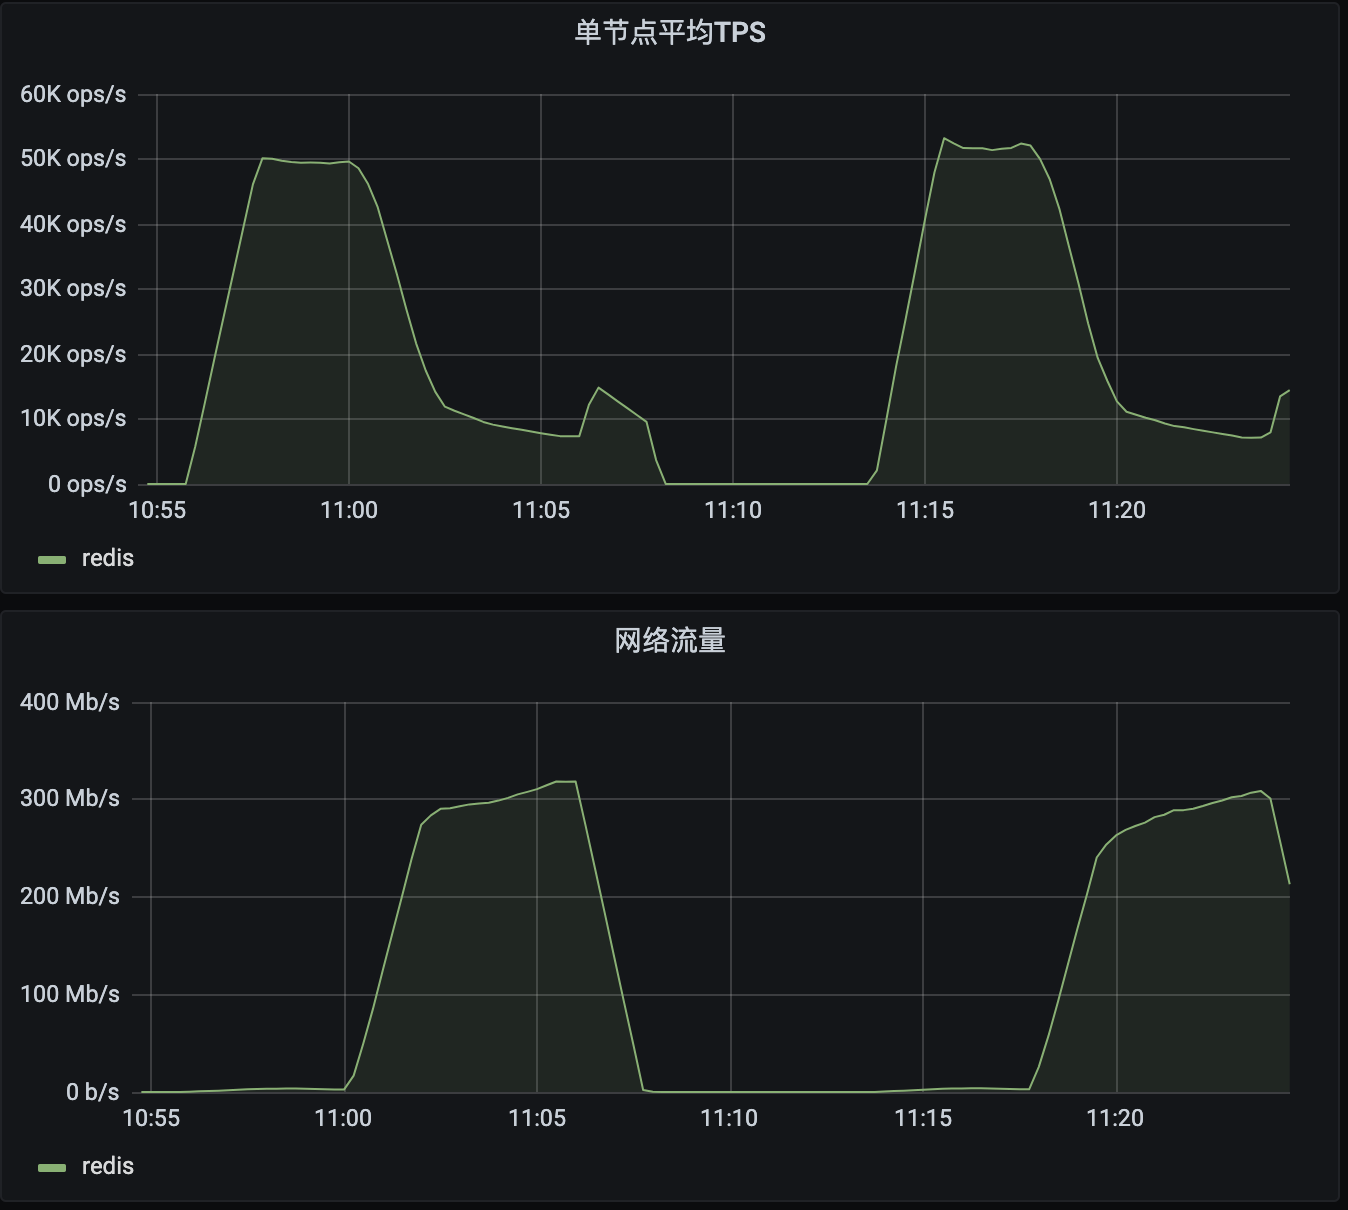 单节点平均TPS
60K ops/s
50K ops/s
40K ops/s
30K ops/s
20K ops/s
10K ops/s
0 ops/s
10:55 11:00 11:05 11:10 11:15 11:20
redis
网络流量
400 Mb/s
300 Mb/s
200 Mb/s
100 Mb/s
0 b/s
10:55 11:00 11:05 11:10 11:15 11:20
redis